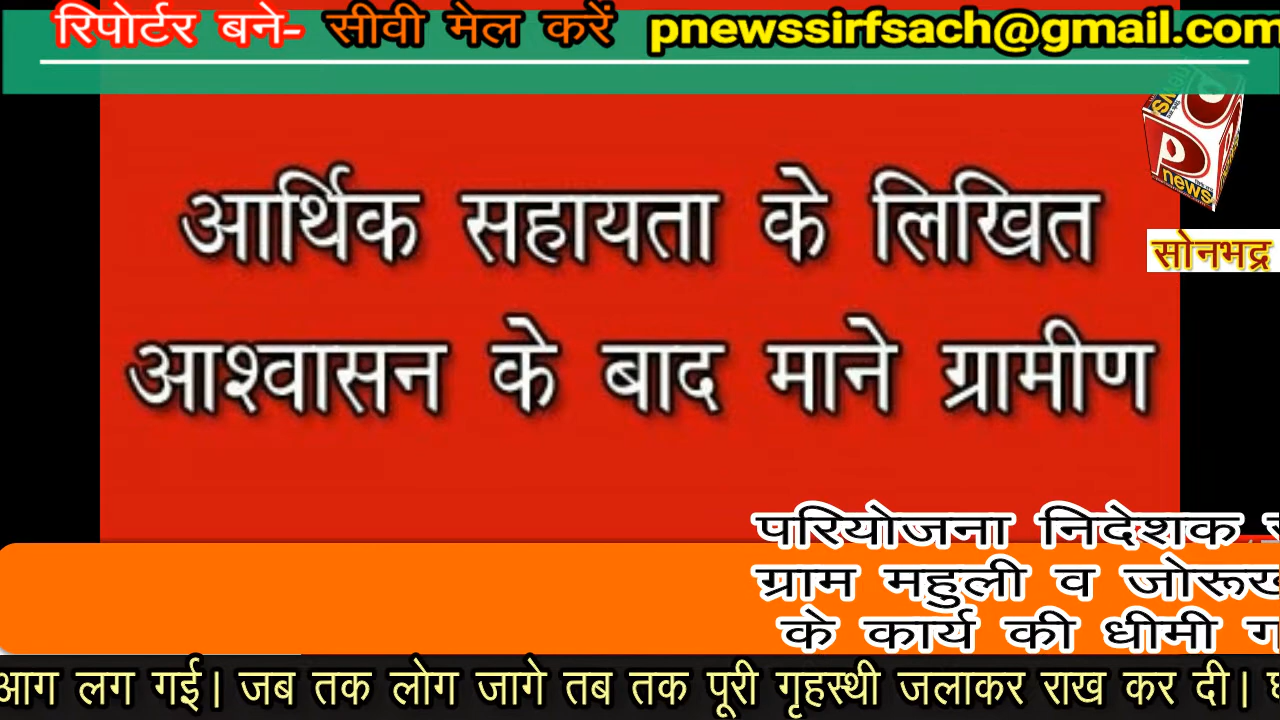 रिपोर्टर बने- सीवी मेल करें pnewssirfsach@gmail.com
Pnews
सोनभद्र
आर्थिक सहायता के लिखित
आश्वासन के बाद माने ग्रामीण
परियोजना निदेशक
ग्राम महुली व
के कार्य की धीमी
आग लग गई। जब तक लोग जागे तब तक पूरी गृहस्थी जलाकर राख कर दी।